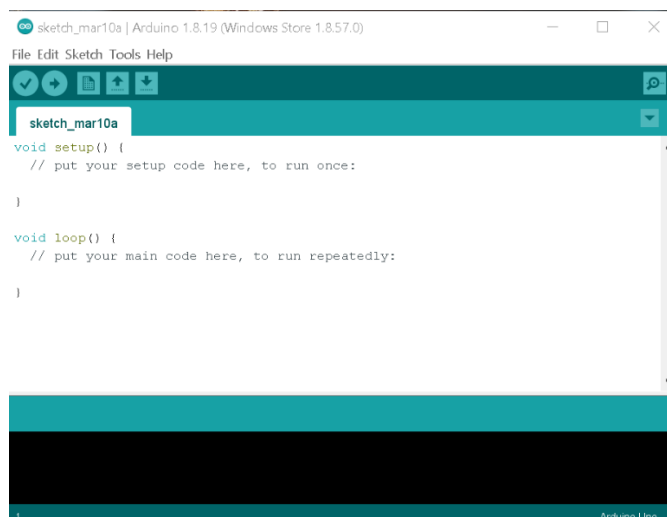 sketch_mar10a | Arduino 1.8.19 (Windows Store 1.8.57.0)
File Edit Sketch Tools Help
sketch_mar10a
void setup() {
  // put your setup code here, to run once:
}
void loop() {
  // put your main code here, to run repeatedly:
}
1
Arduino Uno